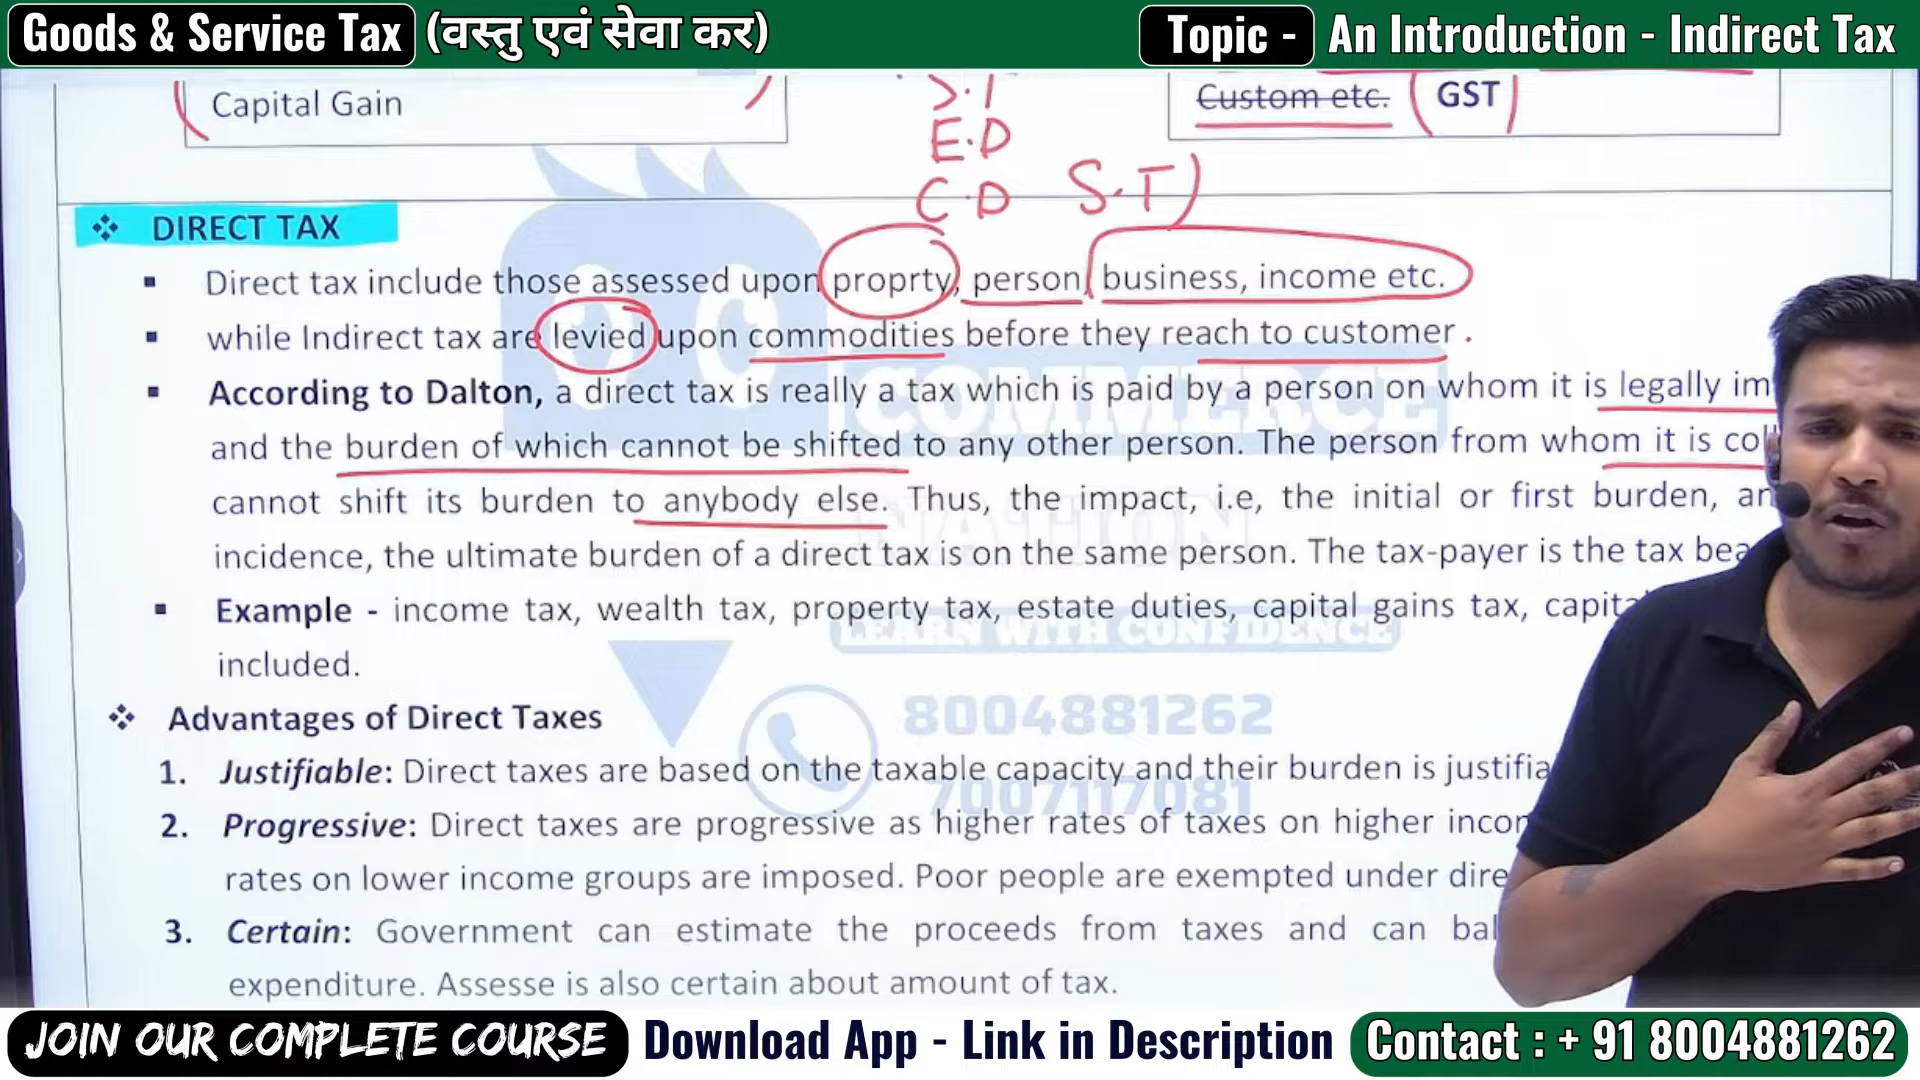 Goods & Service Tax (वस्तु एवं सेवा कर)
Topic - An Introduction - Indirect Tax
Capital Gain
Custom etc. (GST)
E.D
C.D S.T)
DIRECT TAX
Direct tax include those assessed upon proprty, person, business, income etc.
while Indirect tax are levied upon commodities before they reach to customer .
According to Dalton, a direct tax is really a tax which is paid by a person on whom it is legally im
and the burden of which cannot be shifted to any other person. The person from whom it is col
cannot shift its burden to anybody else. Thus, the impact, i.e, the initial or first burden, an
incidence, the ultimate burden of a direct tax is on the same person. The tax-payer is the tax bea
Example - income tax, wealth tax, property tax, estate duties, capital gains tax, capita
included.
Advantages of Direct Taxes
1. Justifiable: Direct taxes are based on the taxable capacity and their burden is justifia
2. Progressive: Direct taxes are progressive as higher rates of taxes on higher incom
rates on lower income groups are imposed. Poor people are exempted under dire
3. Certain: Government can estimate the proceeds from taxes and can bal
expenditure. Assesse is also certain about amount of tax.
COMMERCE
NATION
LEARN WITH CONFIDENCE
8004881262
7007117081
JOIN OUR COMPLETE COURSE Download App - Link in Description Contact : + 91 8004881262